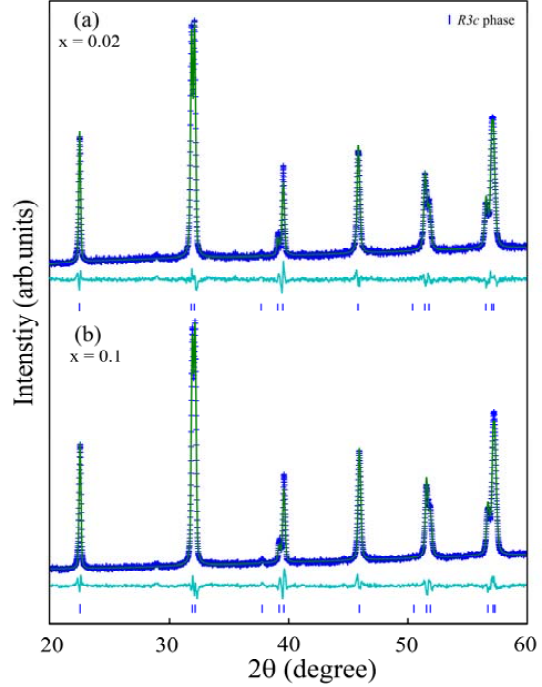 (a)
x = 0.02
R3c phase
(b)
x = 0.1
Intenstiy (arb.units)
20 30 40 50 60
2θ (degree)